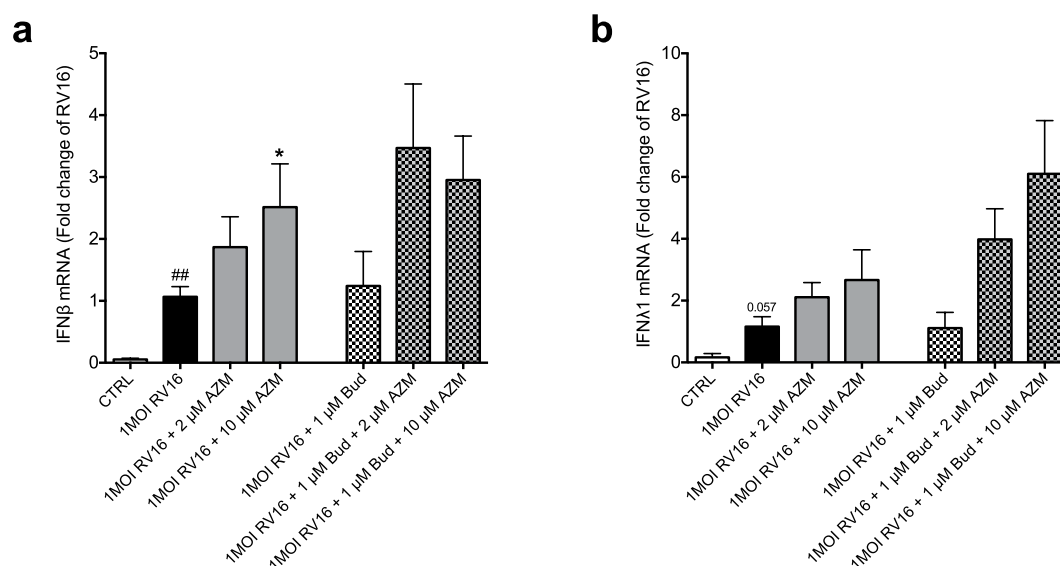 a
IFNβ mRNA (Fold change of RV16)
5
4
3
2
1
0
##
*
CTRL
1MOI RV16
1MOI RV16 + 2 µM AZM
1MOI RV16 + 10 µM AZM
1MOI RV16 + 1 µM Bud
1MOI RV16 + 1 µM Bud + 2 µM AZM
1MOI RV16 + 1 µM Bud + 10 µM AZM
b
IFNλ1 mRNA (Fold change of RV16)
10
8
6
4
2
0
0.057
CTRL
1MOI RV16
1MOI RV16 + 2 µM AZM
1MOI RV16 + 10 µM AZM
1MOI RV16 + 1 µM Bud
1MOI RV16 + 1 µM Bud + 2 µM AZM
1MOI RV16 + 1 µM Bud + 10 µM AZM